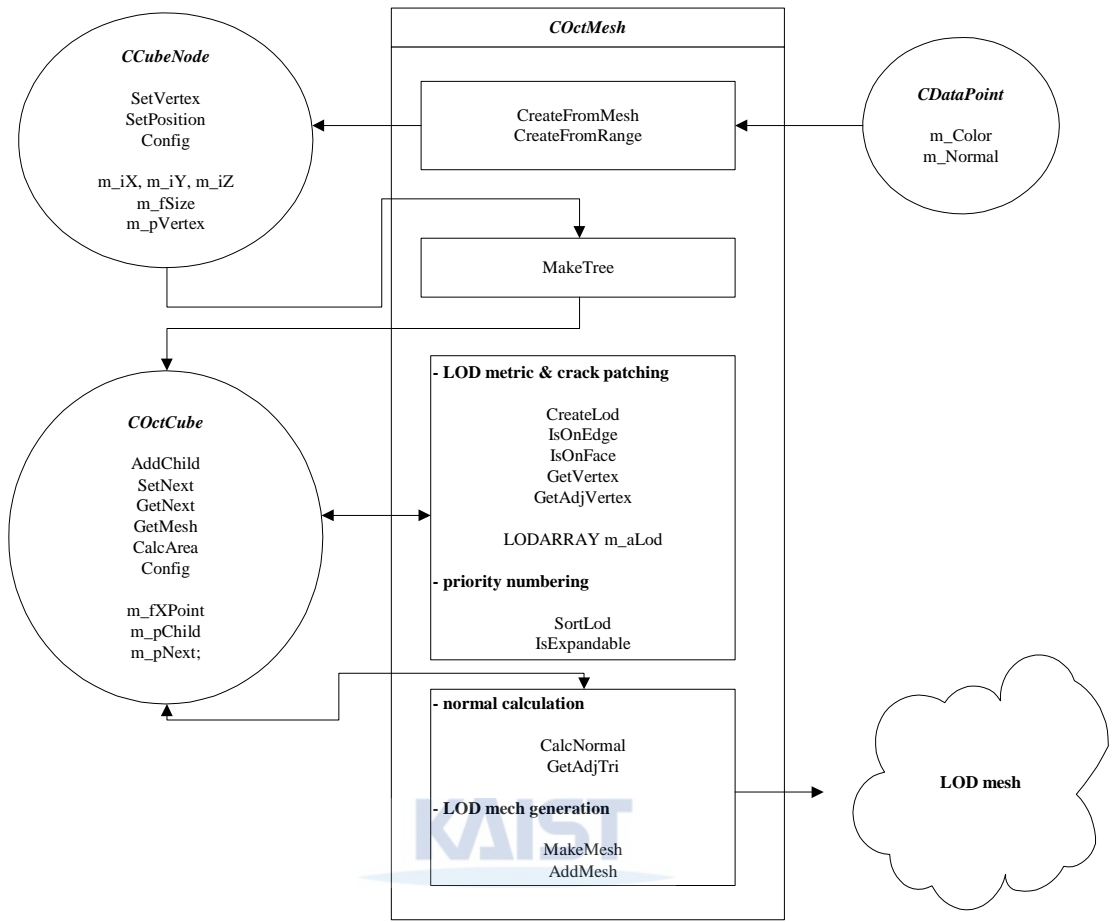 COctMesh
CCubeNode
SetVertex
SetPosition
Config
m_iX, m_iY, m_iZ
m_fSize
m_pVertex
CreateFromMesh
CreateFromRange
CDataPoint
m_Color
m_Normal
MakeTree
COctCube
AddChild
SetNext
GetNext
GetMesh
CalcArea
Config
m_fXPoint
m_pChild
m_pNext;
- LOD metric & crack patching
CreateLod
IsOnEdge
IsOnFace
GetVertex
GetAdjVertex
LODARRAY m_aLod
- priority numbering
SortLod
IsExpandable
- normal calculation
CalcNormal
GetAdjTri
- LOD mech generation
MakeMesh
AddMesh
KAIST
LOD mesh